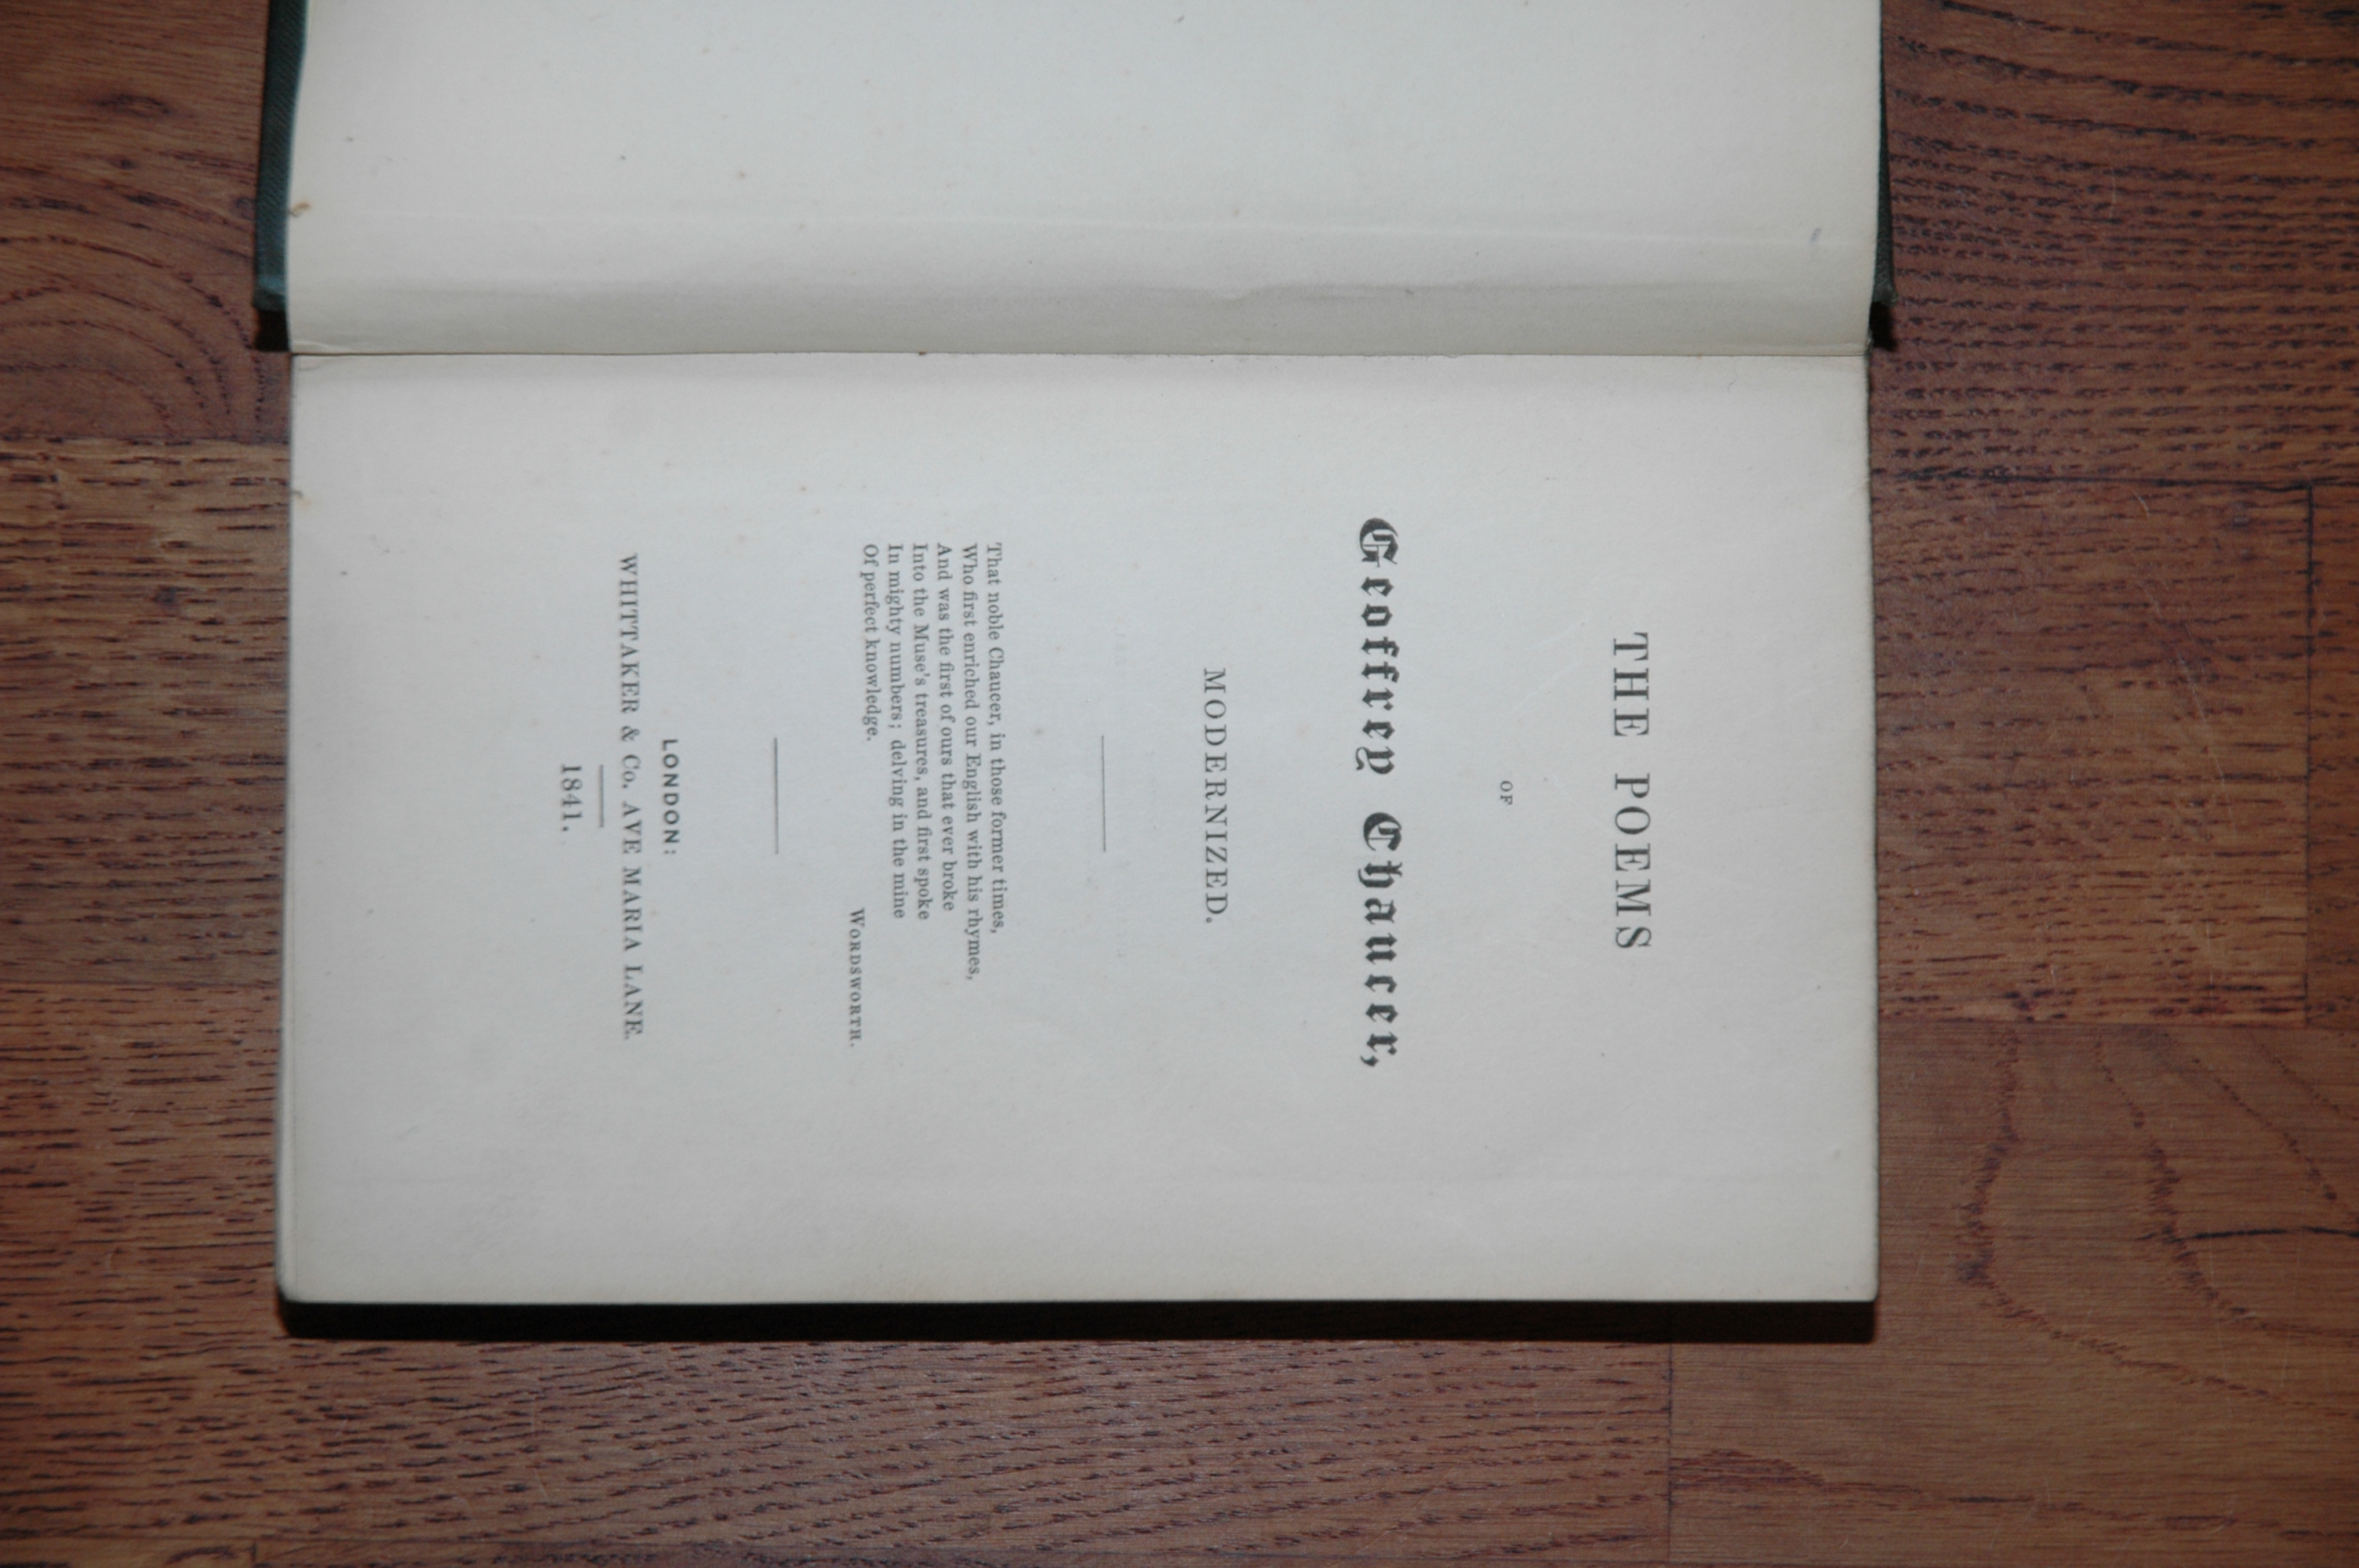 THE POEMS
OF
Geoffrey Chaucer,
MODERNIZED.
That noble Chaucer, in those former times,
Who first enriched our English with his rhymes,
And was the first of ours that ever broke
Into the Muse's treasures, and first spoke
In mighty numbers; delving in the mine
Of perfect knowledge.
WORDSWORTH.
LONDON:
WHITTAKER & Co. AVE MARIA LANE.
1841.